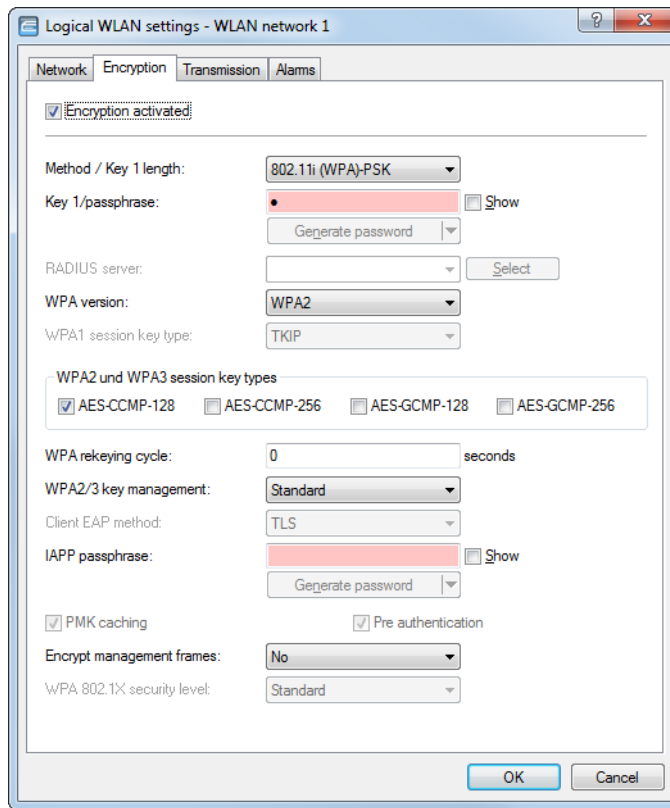 Logical WLAN settings - WLAN network 1
Network Encryption Transmission Alarms
Encryption activated
Method / Key 1 length: 802.11i (WPA)-PSK
Key 1/passphrase: ● Show
Generate password
RADIUS server: Select
WPA version: WPA2
WPA1 session key type: TKIP
WPA2 und WPA3 session key types
AES-CCMP-128 AES-CCMP-256 AES-GCMP-128 AES-GCMP-256
WPA rekeying cycle: 0 seconds
WPA2/3 key management: Standard
Client EAP method: TLS
IAPP passphrase: Show
Generate password
PMK caching Pre authentication
Encrypt management frames: No
WPA 802.1X security level: Standard
OK Cancel